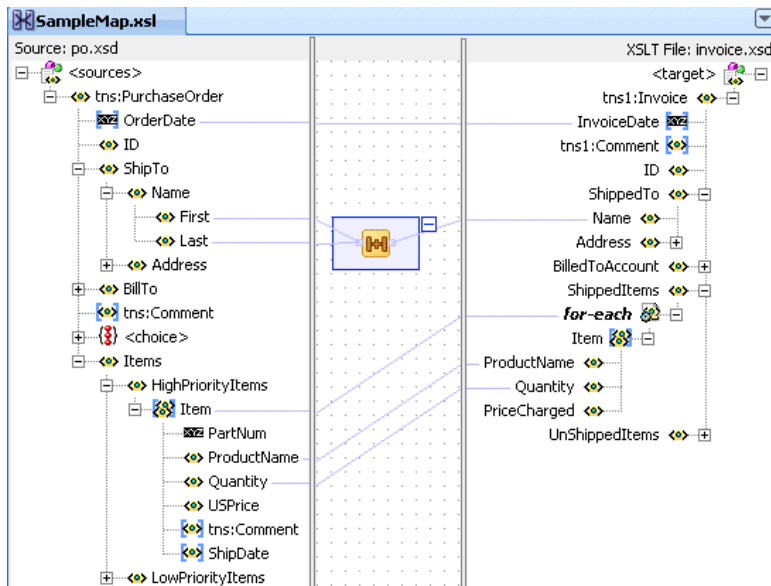 SampleMap.xsl
Source: po.xsd
XSLT File: invoice.xsd
<sources>
tns:PurchaseOrder
OrderDate
ID
ShipTo
Name
First
Last
Address
BillTo
tns:Comment
<choice>
Items
HighPriorityItems
Item
PartNum
ProductName
Quantity
USPrice
tns:Comment
ShipDate
LowPriorityItems
<target>
tns1:Invoice
InvoiceDate
tns1:Comment
ID
ShippedTo
Name
Address
BilledToAccount
ShippedItems
for-each
Item
ProductName
Quantity
PriceCharged
UnShippedItems